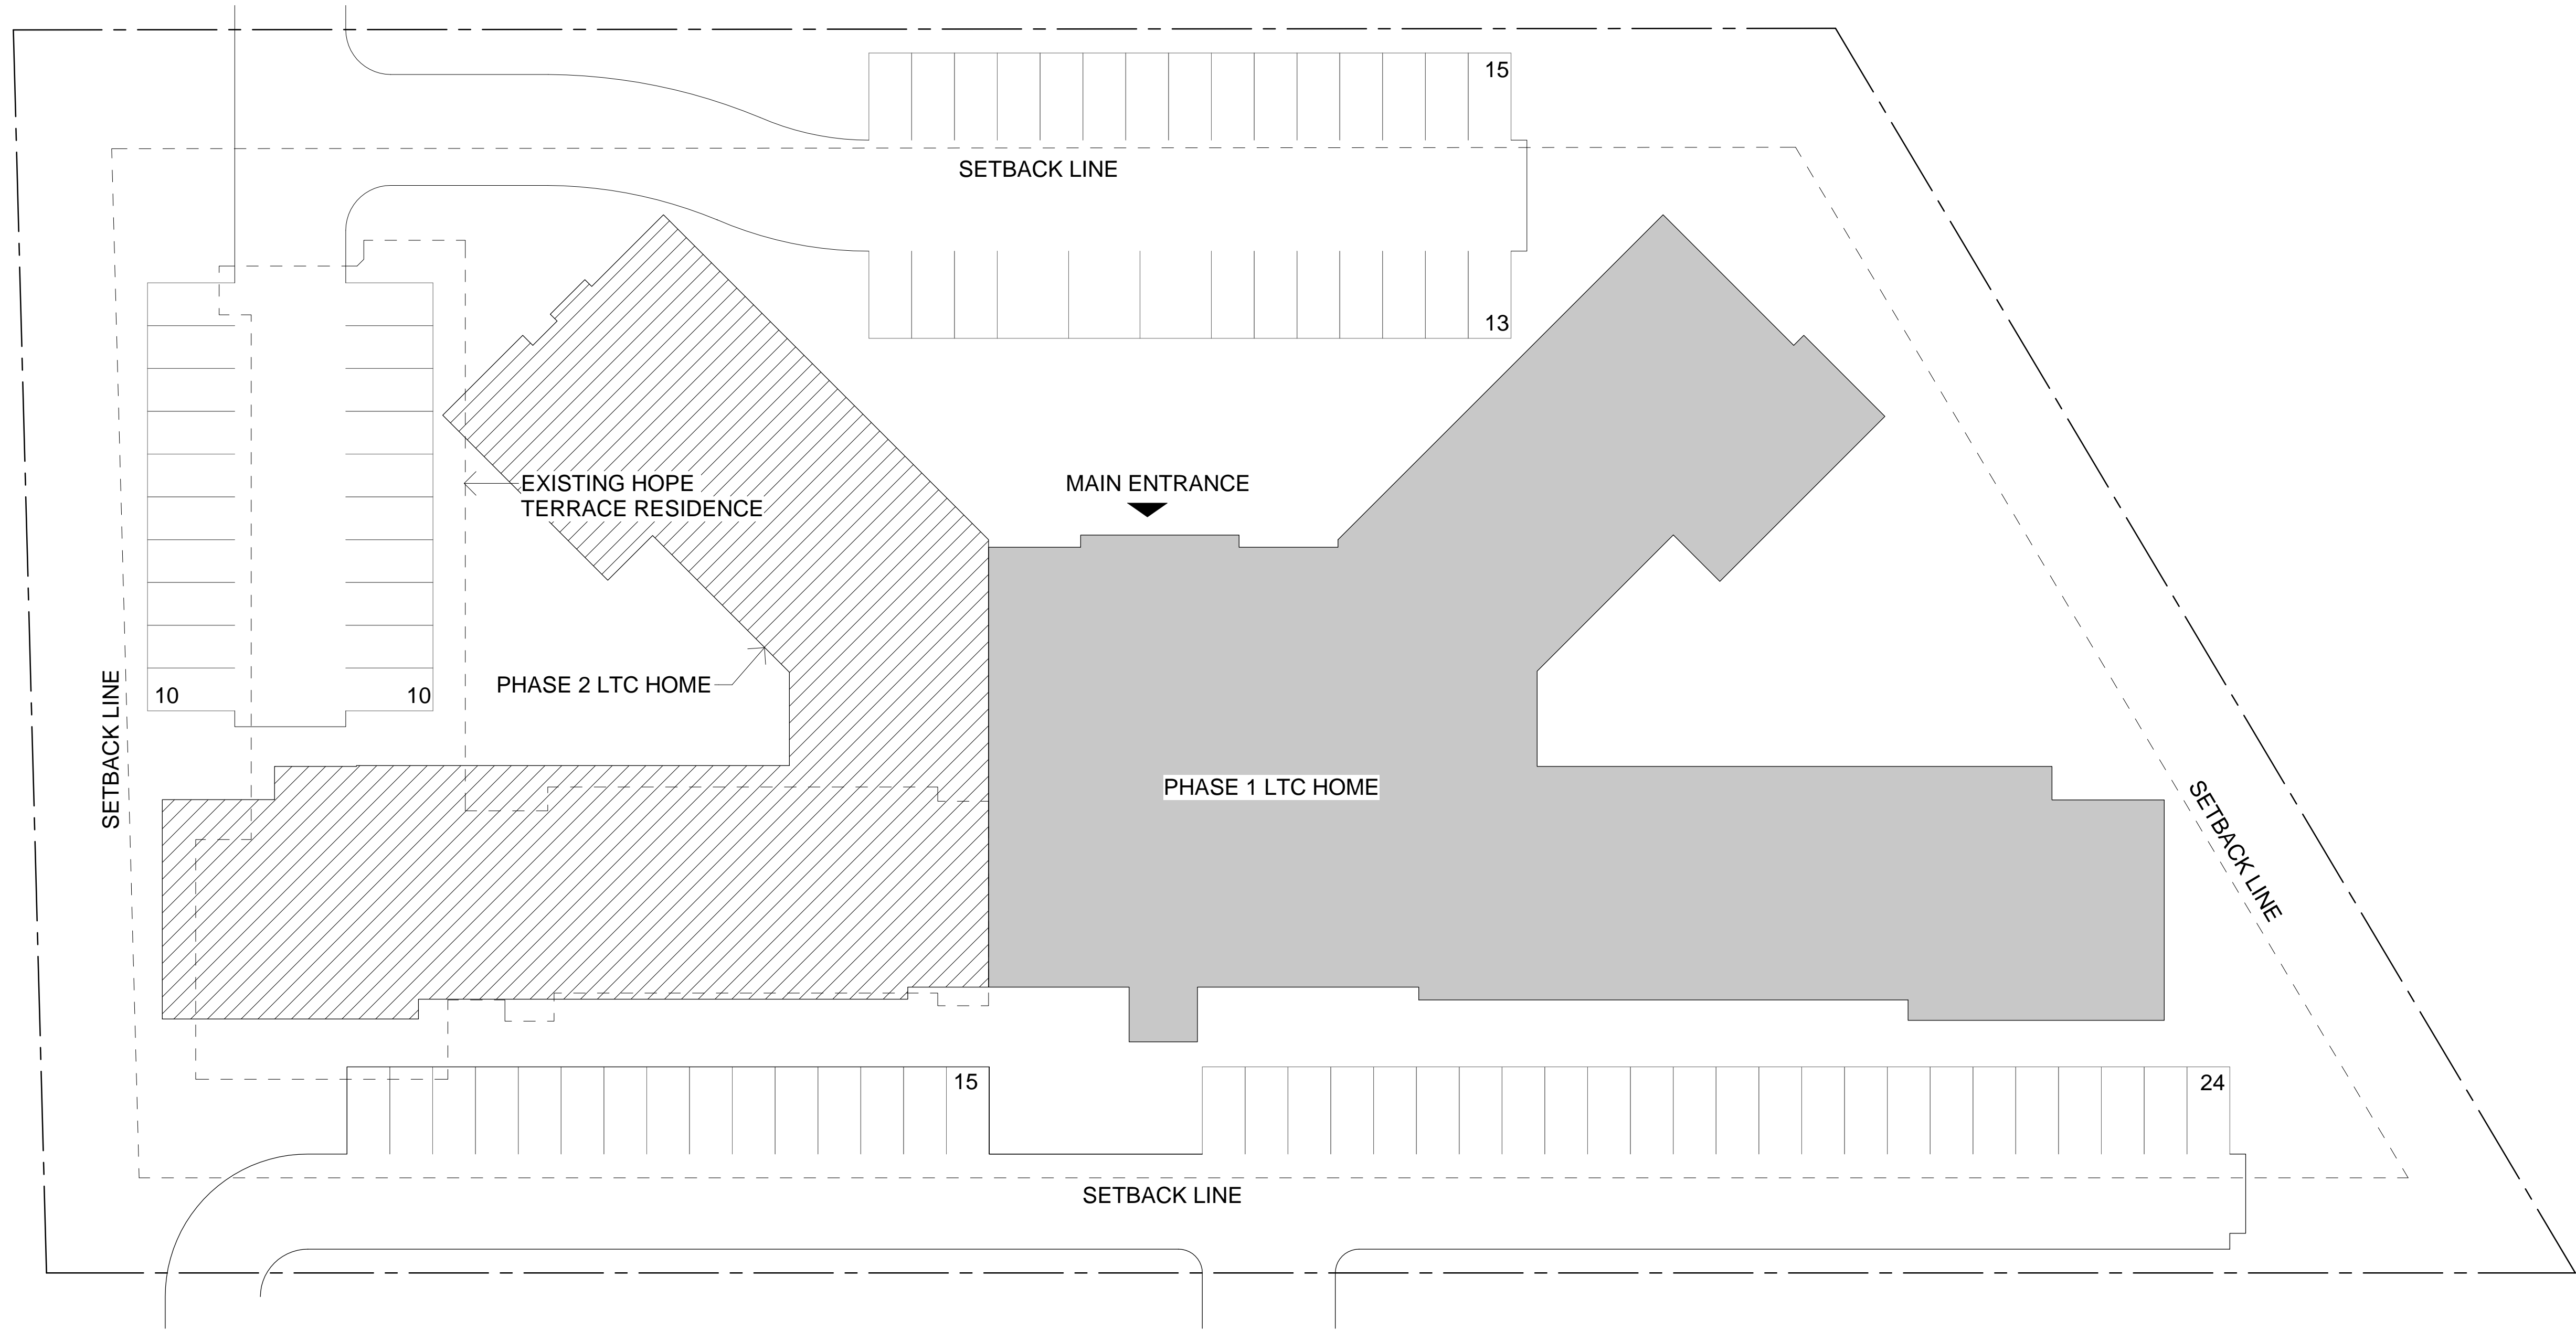 15
SETBACK LINE
13
EXISTING HOPE
TERRACE RESIDENCE
MAIN ENTRANCE
PHASE 2 LTC HOME
10
10
SETBACK LINE
PHASE 1 LTC HOME
SETBACK LINE
15
24
SETBACK LINE